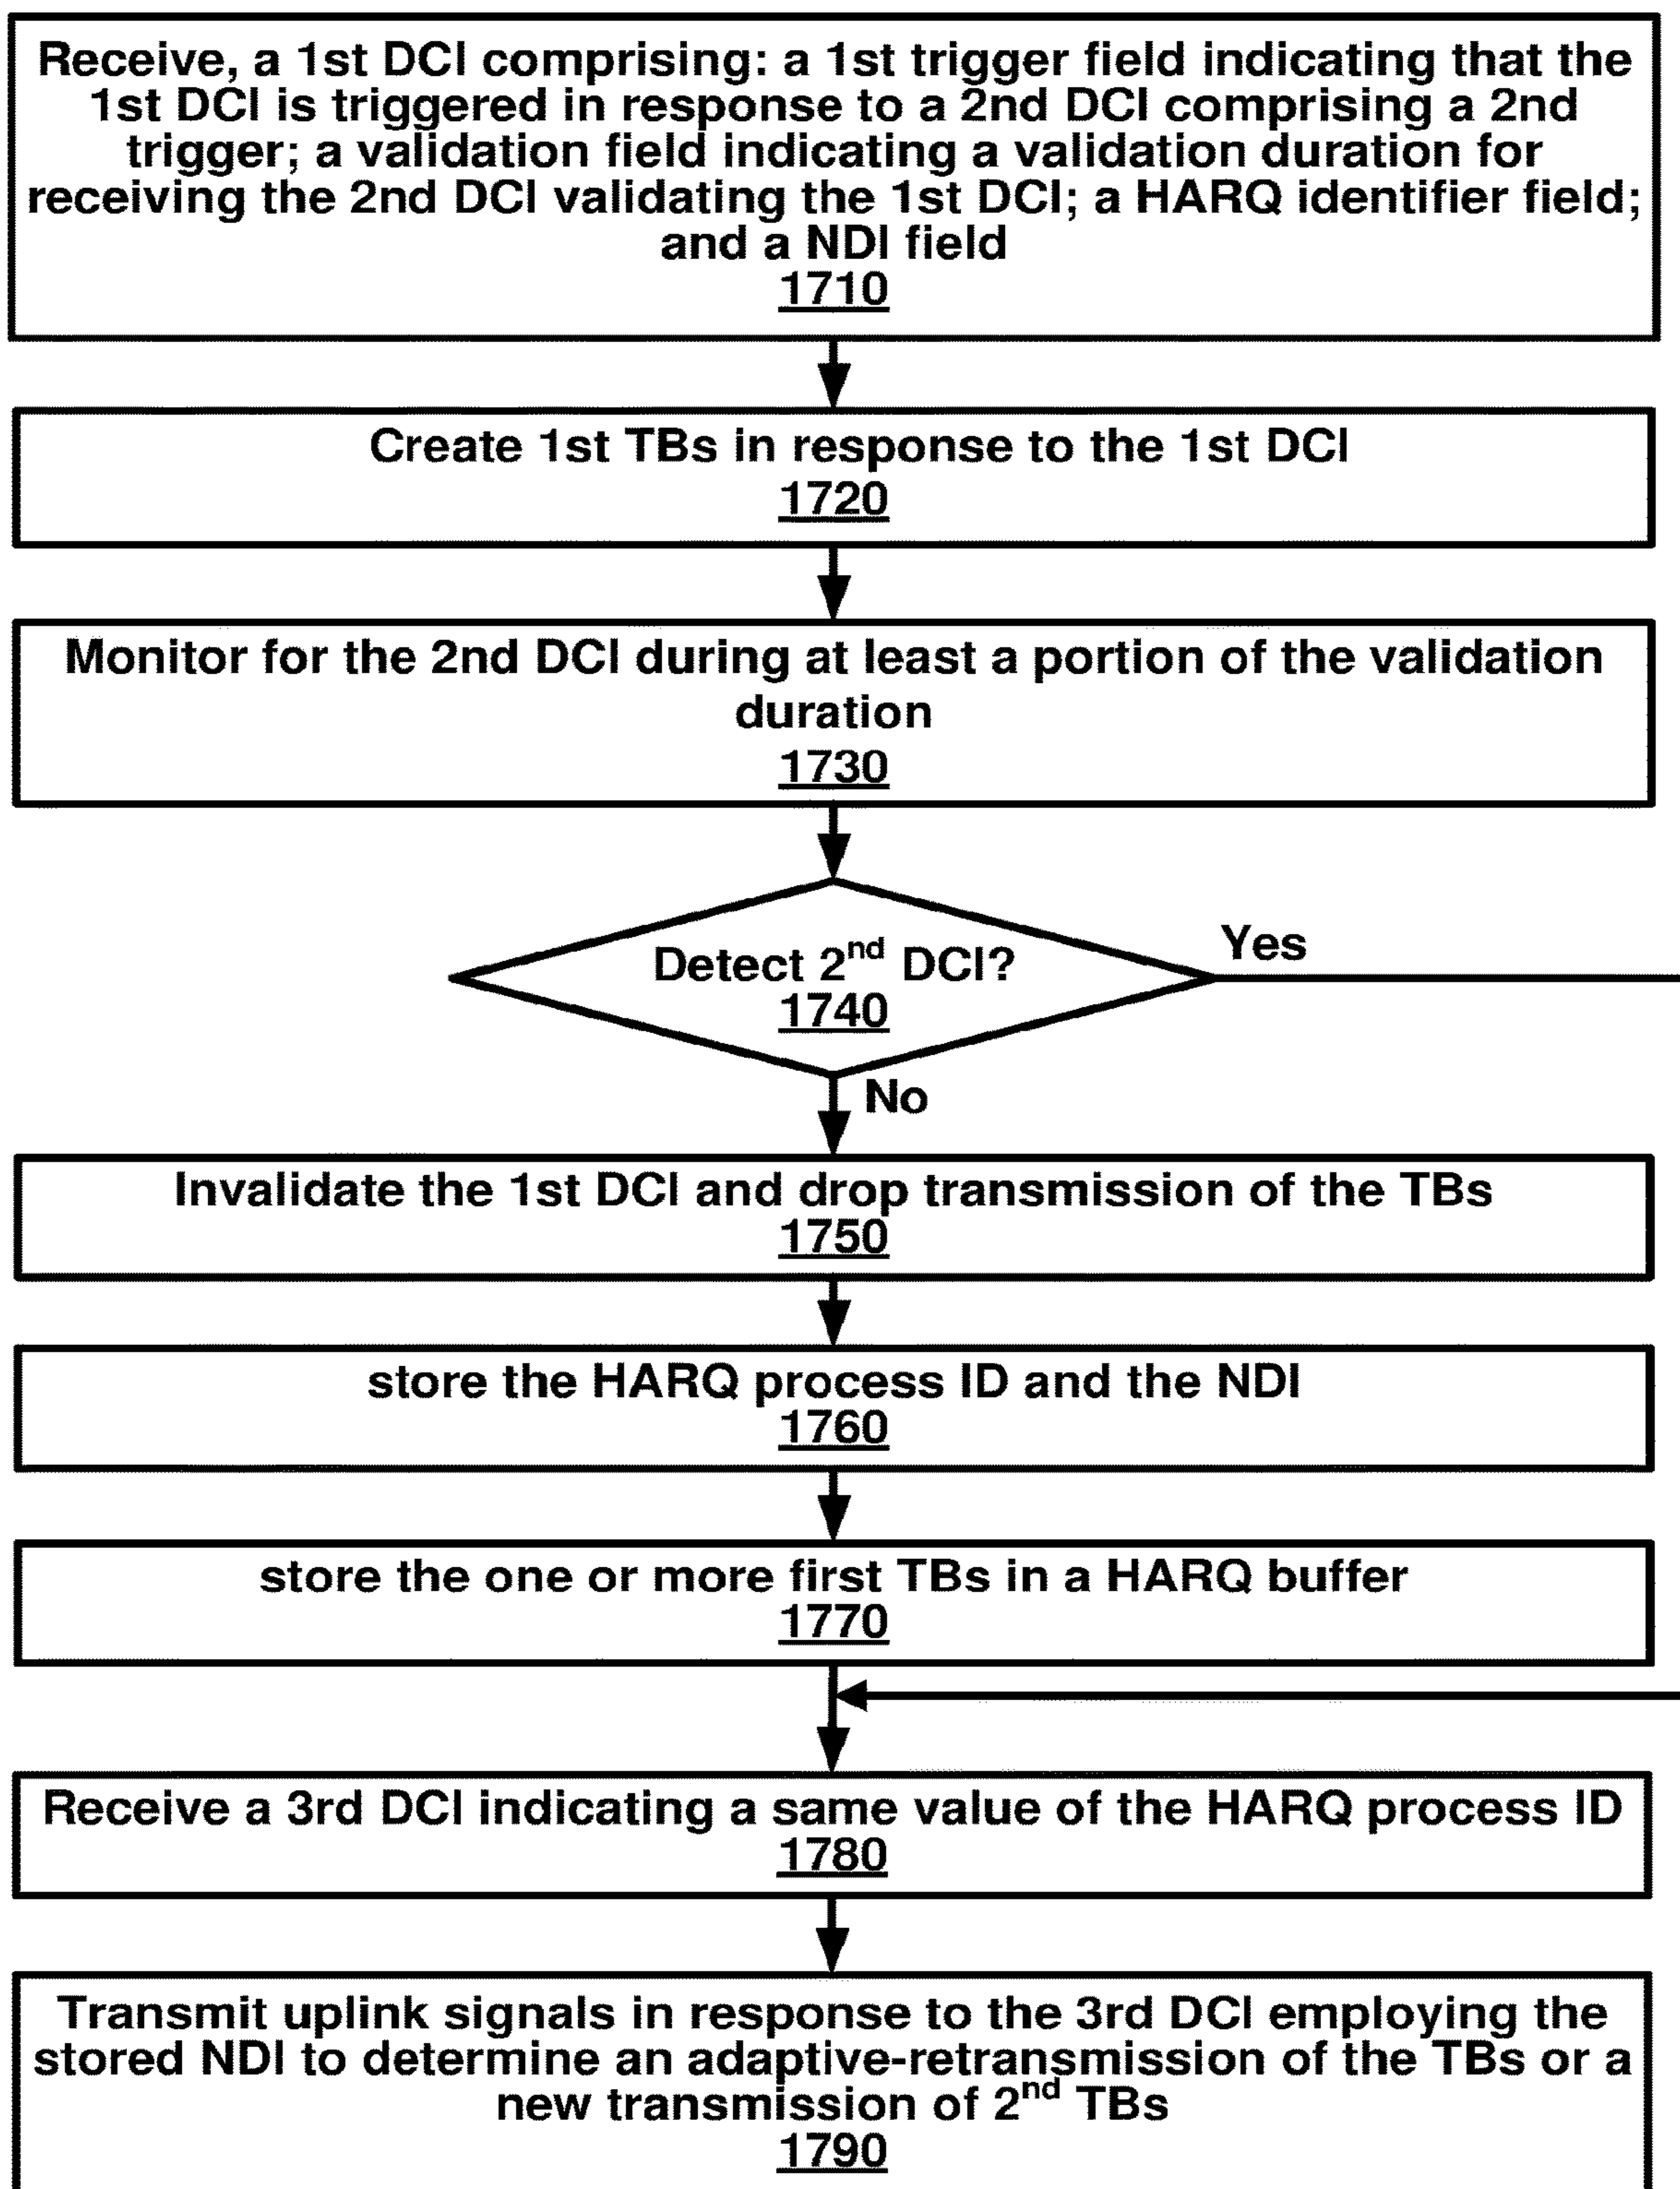 Receive, a 1st DCI comprising: a 1st trigger field indicating that the
1st DCI is triggered in response to a 2nd DCI comprising a 2nd
trigger; a validation field indicating a validation duration for
receiving the 2nd DCI validating the 1st DCI; a HARQ identifier field;
and a NDI field
1710
Create 1st TBs in response to the 1st DCI
1720
Monitor for the 2nd DCI during at least a portion of the validation
duration
1730
Detect 2nd DCI?
1740
Yes
No
Invalidate the 1st DCI and drop transmission of the TBs
1750
store the HARQ process ID and the NDI
1760
store the one or more first TBs in a HARQ buffer
1770
Receive a 3rd DCI indicating a same value of the HARQ process ID
1780
Transmit uplink signals in response to the 3rd DCI employing the
stored NDI to determine an adaptive-retransmission of the TBs or a
new transmission of 2nd TBs
1790